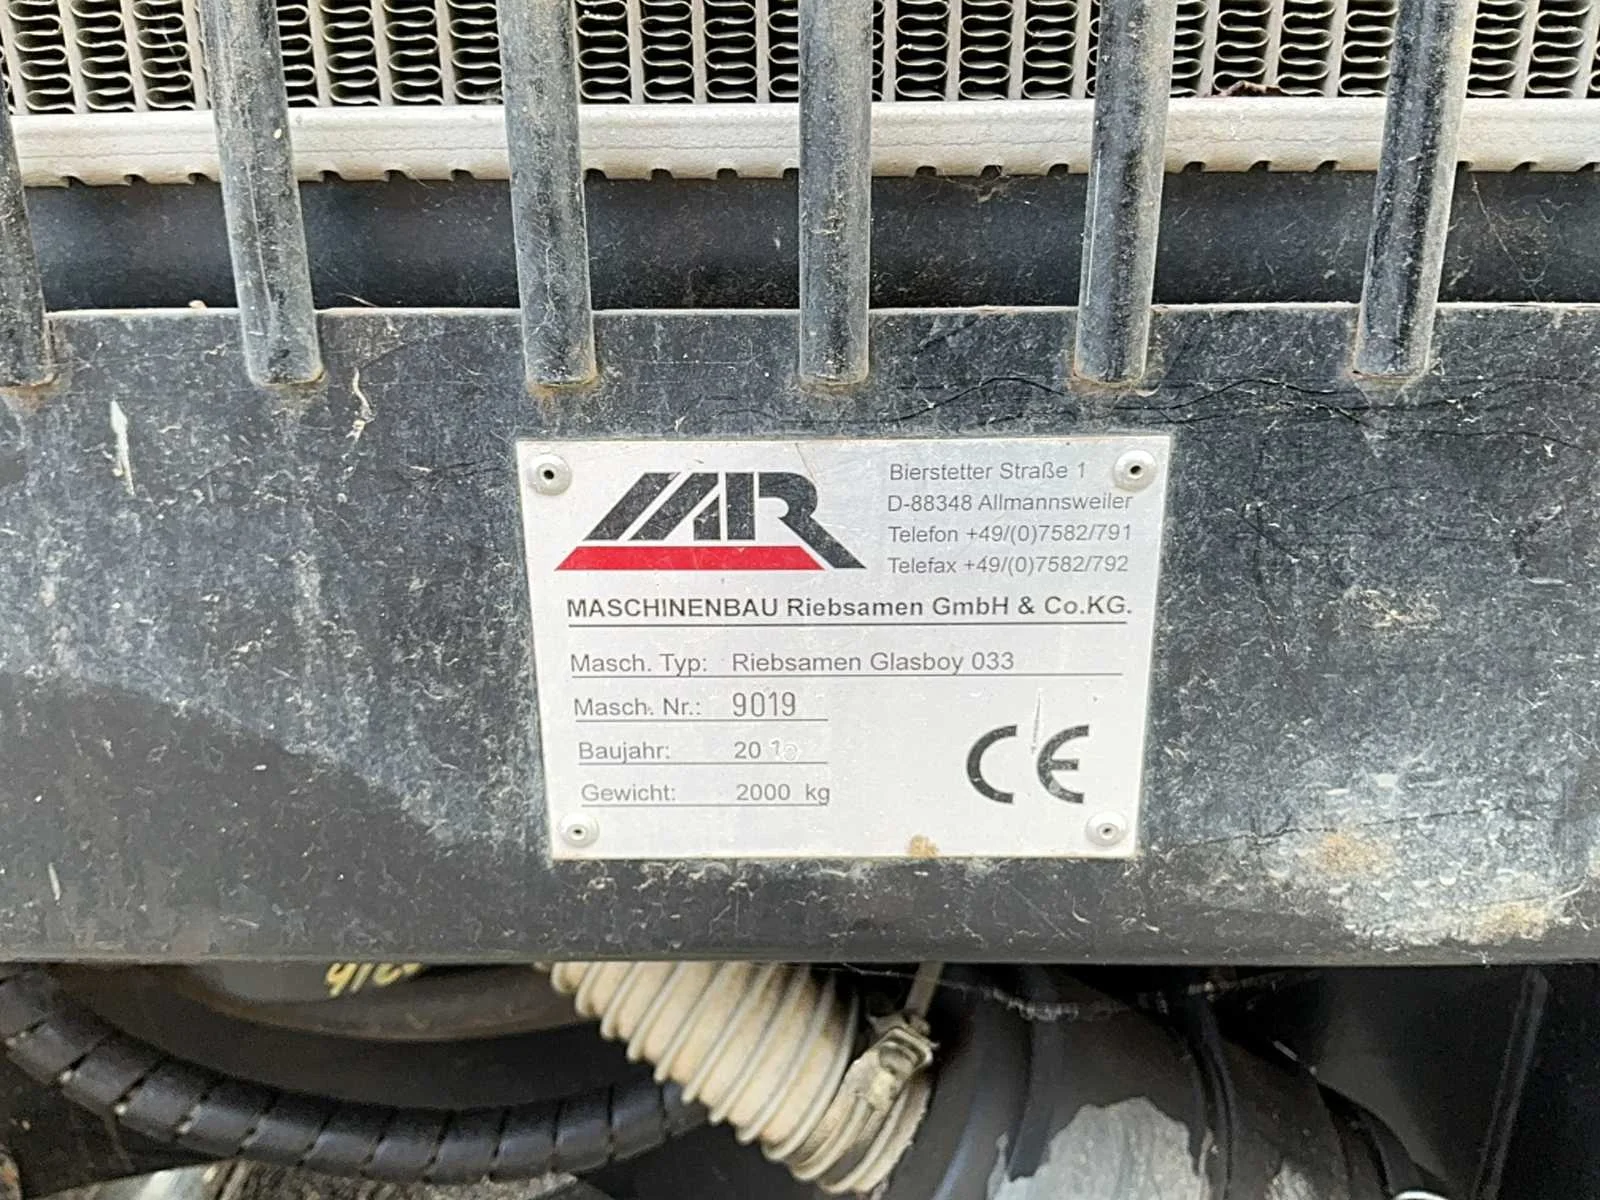 MR
Bierstetter Straße 1
D-88348 Allmannsweiler
Telefon +49/(0)7582/791
Telefax +49/(0)7582/792
MASCHINENBAU Riebsamen GmbH & Co.KG.
Masch. Typ: Riebsamen Glasboy 033
Masch. Nr.: 9019
Baujahr: 20
Gewicht: 2000 kg
CE